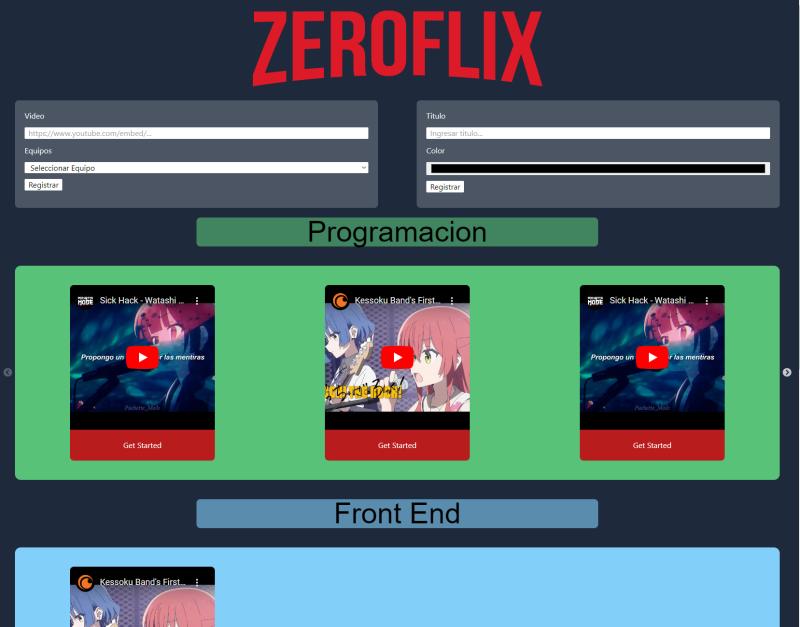 ZEROFLIX
Video
https://www.youtube.com/embed/...
Equipos
Seleccionar Equipo
Registrar
Titulo
Ingresar titulo...
Color
Registrar
Programacion
Sick Hack - Watashi ...
Propongo un r las mentiras
Get Started
Kessoku Band's First...
Get Started
Sick Hack - Watashi ...
Propongo un r las mentiras
Get Started
Front End
Kessoku Band's First...